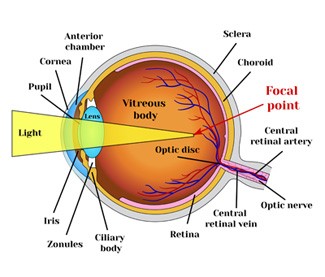 Anterior
chamber
Cornea
Pupil
Lens
Light
Vitreous
body
Optic disc
Sclera
Choroid
Focal
point
Central
retinal artery
Optic nerve
Central
retinal vein
Retina
Ciliary
body
Zonules
Iris